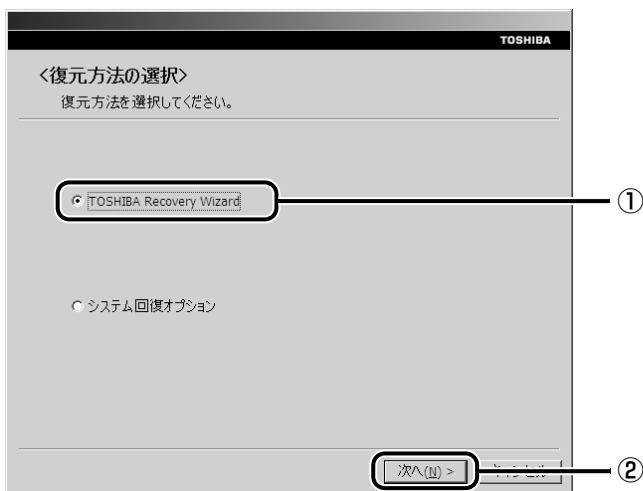 TOSHIBA
<復元方法の選択>
復元方法を選択してください。
TOSHIBA Recovery Wizard
①
システム回復オプション
次へ(N) >
②